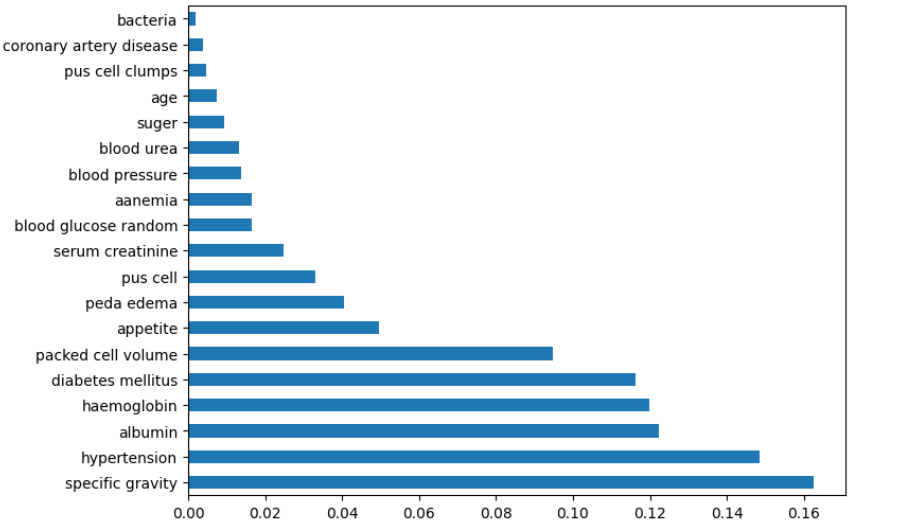 bacteria
coronary artery disease
pus cell clumps
age
suger
blood urea
blood pressure
aanemia
blood glucose random
serum creatinine
pus cell
peda edema
appetite
packed cell volume
diabetes mellitus
haemoglobin
albumin
hypertension
specific gravity
0.00 0.02 0.04 0.06 0.08 0.10 0.12 0.14 0.16